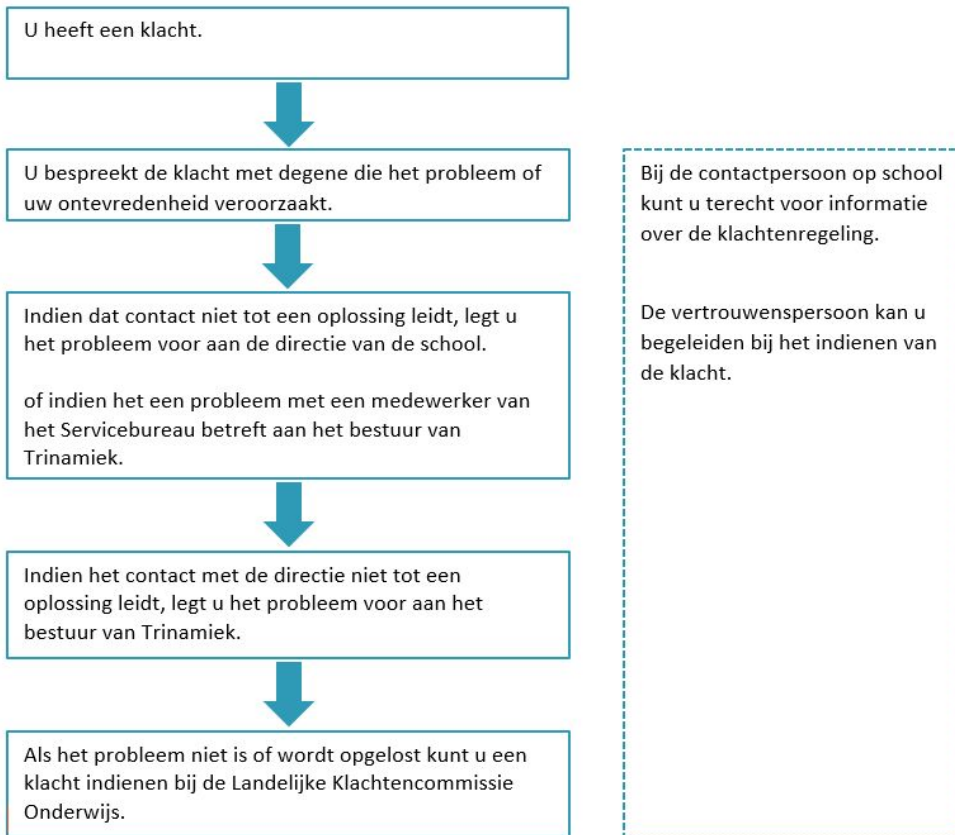 U heeft een klacht.
U bespreekt de klacht met degene die het probleem of
uw ontevredenheid veroorzaakt.
Indien dat contact niet tot een oplossing leidt, legt u
het probleem voor aan de directie van de school.
of indien het een probleem met een medewerker van
het Servicebureau betreft aan het bestuur van
Trinamiek.
Indien het contact met de directie niet tot een
oplossing leidt, legt u het probleem voor aan het
bestuur van Trinamiek.
Als het probleem niet is of wordt opgelost kunt u een
klacht indienen bij de Landelijke Klachtencommissie
Onderwijs.
Bij de contactpersoon op school
kunt u terecht voor informatie
over de klachtenregeling.
De vertrouwenspersoon kan u
begeleiden bij het indienen van
de klacht.